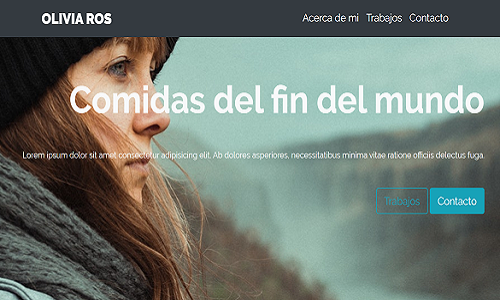 OLIVIA ROS
Acerca de mi Trabajos Contacto
Comidas del fin del mundo
Lorem ipsum dolor sit amet consectetur adipisicing elit. Ab dolores asperiores, necessitatibus minima vitae ratione officiis delectus fuga.
Trabajos Contacto